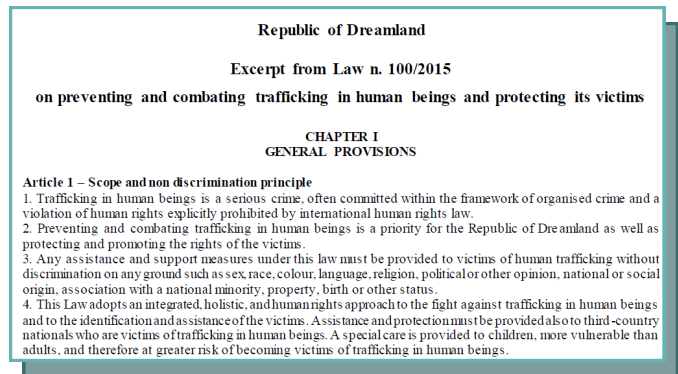 Republic of Dreamland
Excerpt from Law n. 100/2015
on preventing and combating trafficking in human beings and protecting its victims
CHAPTER I
GENERAL PROVISIONS
Article 1 – Scope and non discrimination principle
1. Trafficking in human beings is a serious crime, often committed within the framework of organised crime and a
violation of human rights explicitly prohibited by international human rights law.
2. Preventing and combating trafficking in human beings is a priority for the Republic of Dreamland as well as
protecting and promoting the rights of the victims.
3. Any assistance and support measures under this law must be provided to victims of human trafficking without
discrimination on any ground such as sex, race, colour, language, religion, political or other opinion, national or social
origin, association with a national minority, property, birth or other status.
4. This Law adopts an integrated, holistic, and human rights approach to the fight against trafficking in human beings
and to the identification and assistance of the victims. Assistance and protection must be provided also to third-country
nationals who are victims of trafficking in human beings. A special care is provided to children, more vulnerable than
adults, and therefore at greater risk of becoming victims of trafficking in human beings.